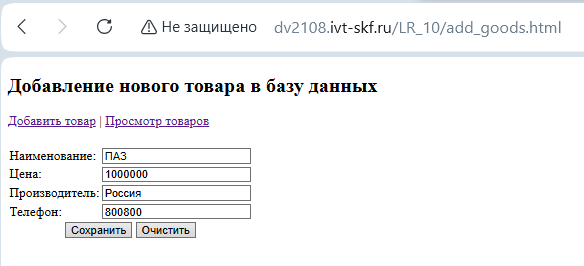 Не защищено dv2108.ivt-skf.ru/LR_10/add_goods.html
Добавление нового товара в базу данных
Добавить товар | Просмотр товаров
Наименование: ПАЗ
Цена: 1000000
Производитель: Россия
Телефон: 800800
Сохранить Очистить